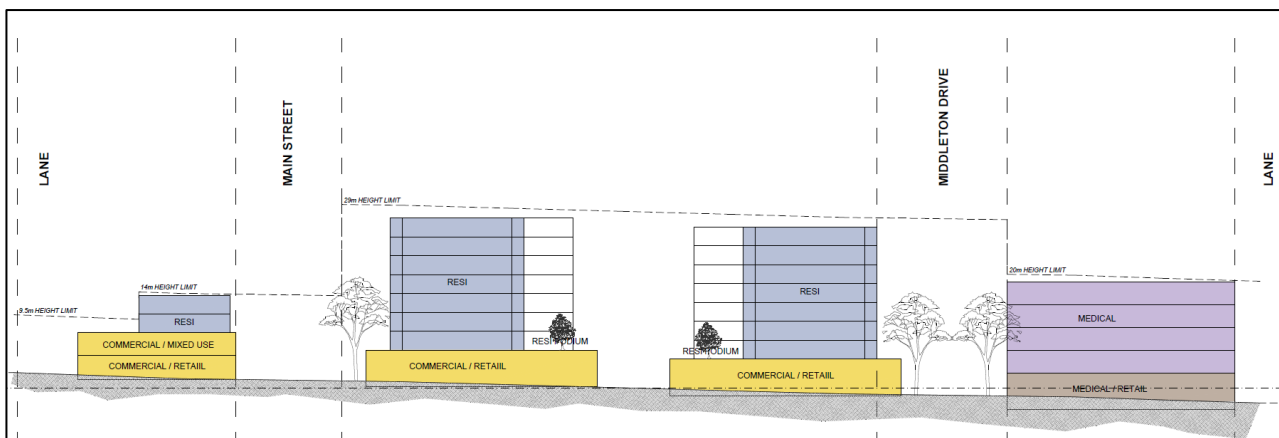 LANE
MAIN STREET
MIDDLETON DRIVE
LANE
29m HEIGHT LIMIT
20m HEIGHT LIMIT
14m HEIGHT LIMIT
9.5m HEIGHT LIMIT
RESI
RESI
RESI
MEDICAL
COMMERCIAL / MIXED USE
RESI PODIUM
RESI PODIUM
COMMERCIAL / RETAIIL
COMMERCIAL / RETAIIL
COMMERCIAL / RETAIIL
MEDICAL / RETAIL